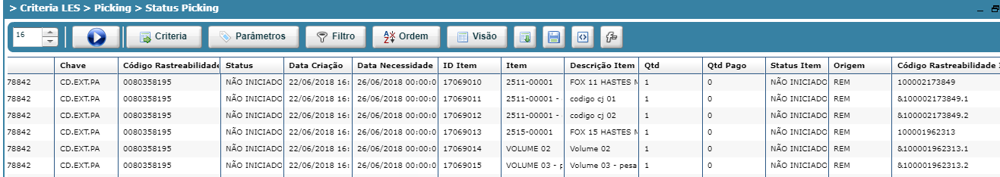 > Criteria LES > Picking > Status Picking
16 Criteria Parâmetros Filtro Ordem Visão
Chave Código Rastreabilidade Status Data Criação Data Necessidade ID Item Item Descrição Item Qtd Qtd Pago Status Item Origem Código Rastreabilidade
78842 CD.EXT.PA 0080358195 NÃO INICIADO 22/06/2018 16: 26/06/2018 00:00:0 17069010 2511-00001 FOX 11 HASTES M 1 0 NÃO INICIADO REM 100002173849
78842 CD.EXT.PA 0080358195 NÃO INICIADO 22/06/2018 16: 26/06/2018 00:00:0 17069011 2511-00001 - codigo cj 01 1 0 NÃO INICIADO REM &100002173849.1
78842 CD.EXT.PA 0080358195 NÃO INICIADO 22/06/2018 16: 26/06/2018 00:00:0 17069012 2511-00001 - codigo cj 02 1 0 NÃO INICIADO REM &100002173849.2
78842 CD.EXT.PA 0080358195 NÃO INICIADO 22/06/2018 16: 26/06/2018 00:00:0 17069013 2515-00001 FOX 15 HASTES M 1 0 NÃO INICIADO REM 100001962313
78842 CD.EXT.PA 0080358195 NÃO INICIADO 22/06/2018 16: 26/06/2018 00:00:0 17069014 VOLUME 02 Volume 02 1 0 NÃO INICIADO REM &100001962313.1
78842 CD.EXT.PA 0080358195 NÃO INICIADO 22/06/2018 16: 26/06/2018 00:00:0 17069015 VOLUME 03 - p Volume 03 - pesa 1 0 NÃO INICIADO REM &100001962313.2